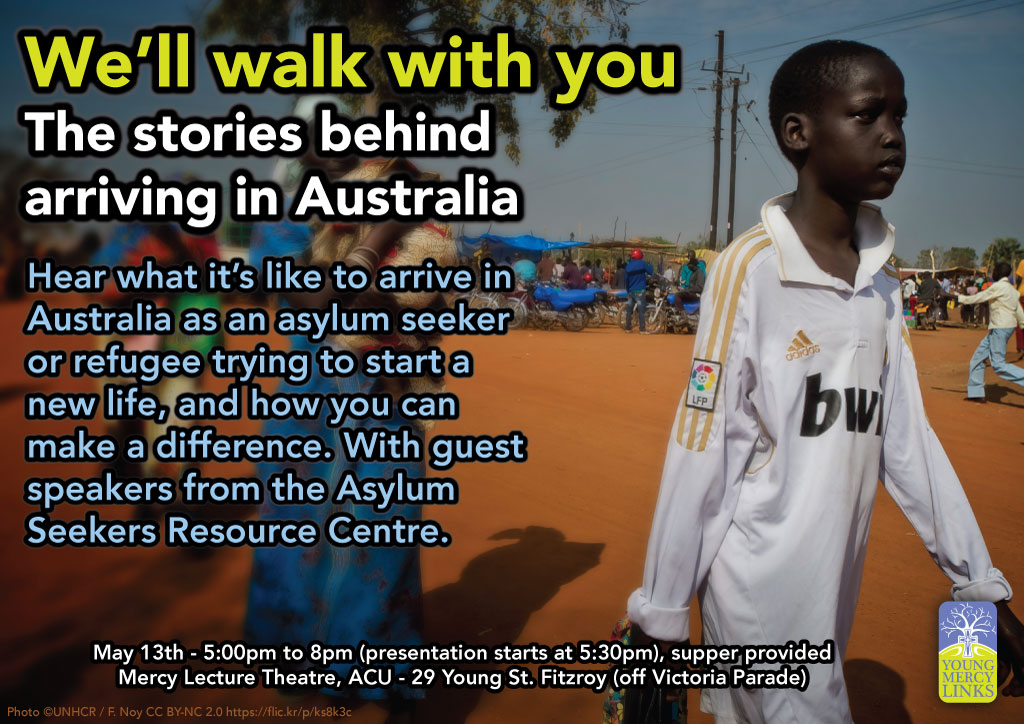 We’ll walk with you
The stories behind
arriving in Australia
Hear what it’s like to arrive in
Australia as an asylum seeker
or refugee trying to start a
new life, and how you can
make a difference. With guest
speakers from the Asylum
Seekers Resource Centre.
adidas
LFP
bwi
May 13th - 5:00pm to 8pm (presentation starts at 5:30pm), supper provided
Mercy Lecture Theatre, ACU - 29 Young St. Fitzroy (off Victoria Parade)
YOUNG
MERCY
LINKS
Photo ©UNHCR / F. Noy CC BY-NC 2.0 https://flic.kr/p/ks8k3c